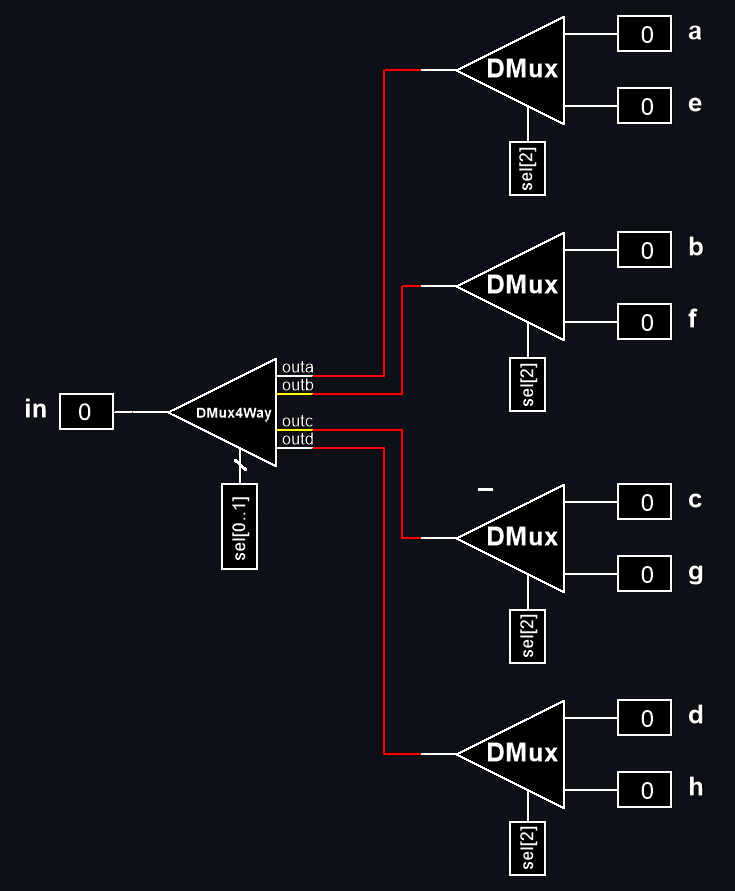 DMux
0
a
0
e
sel[2]
DMux
0
b
0
f
sel[2]
in
0
DMux4Way
outa
outb
outc
outd
sel[0..1]
DMux
0
c
0
g
sel[2]
DMux
0
d
0
h
sel[2]